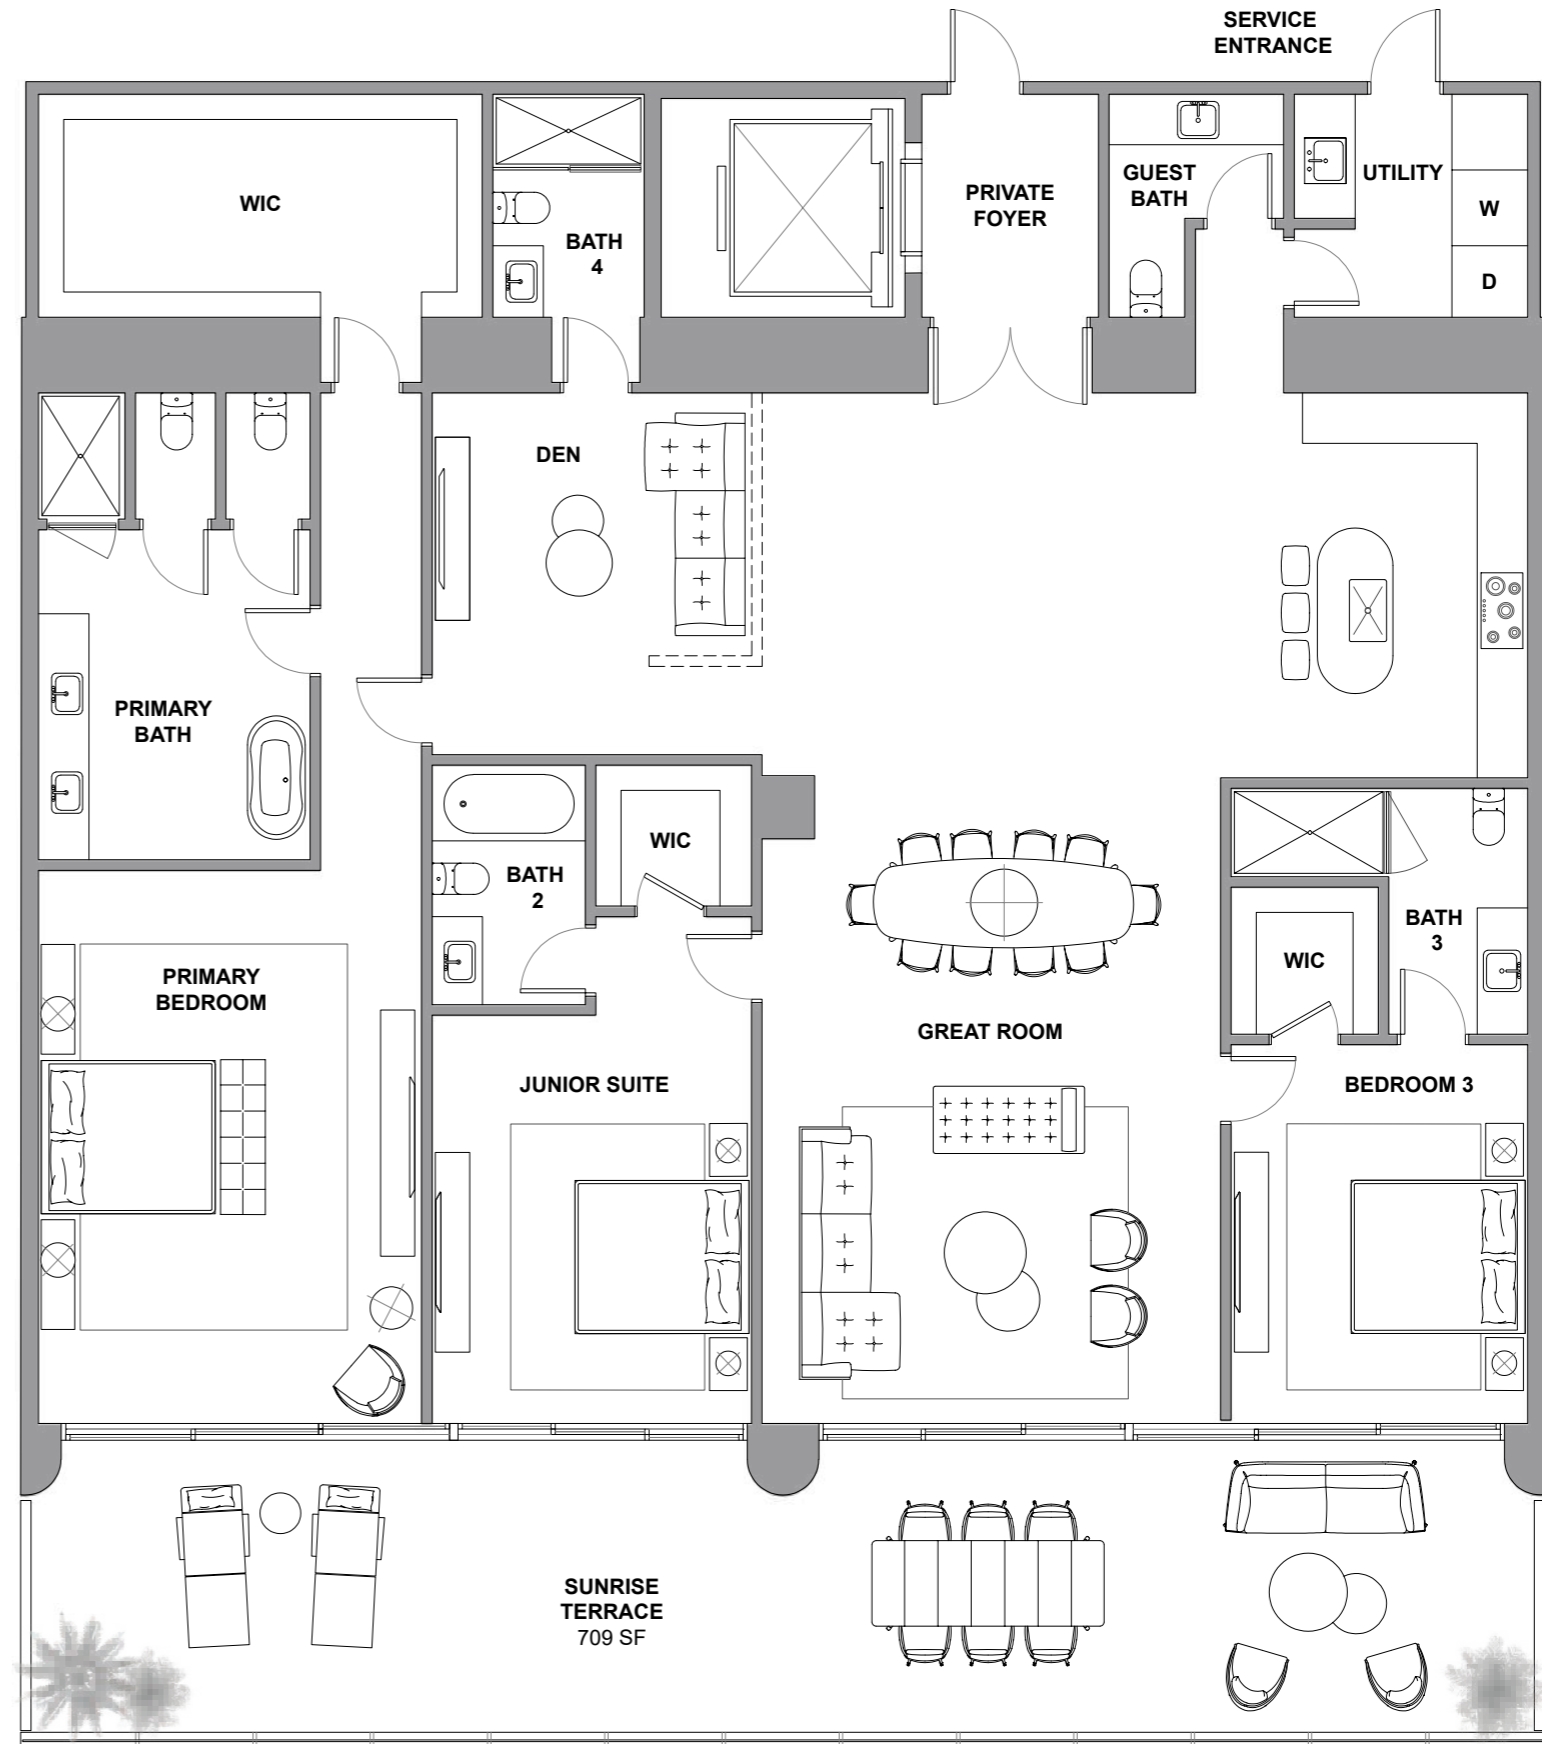 SERVICE
ENTRANCE
WIC
BATH
4
PRIVATE
FOYER
GUEST
BATH
UTILITY
W
D
DEN
PRIMARY
BATH
WIC
BATH
2
BATH
3
WIC
PRIMARY
BEDROOM
GREAT ROOM
JUNIOR SUITE
BEDROOM 3
SUNRISE
TERRACE
709 SF